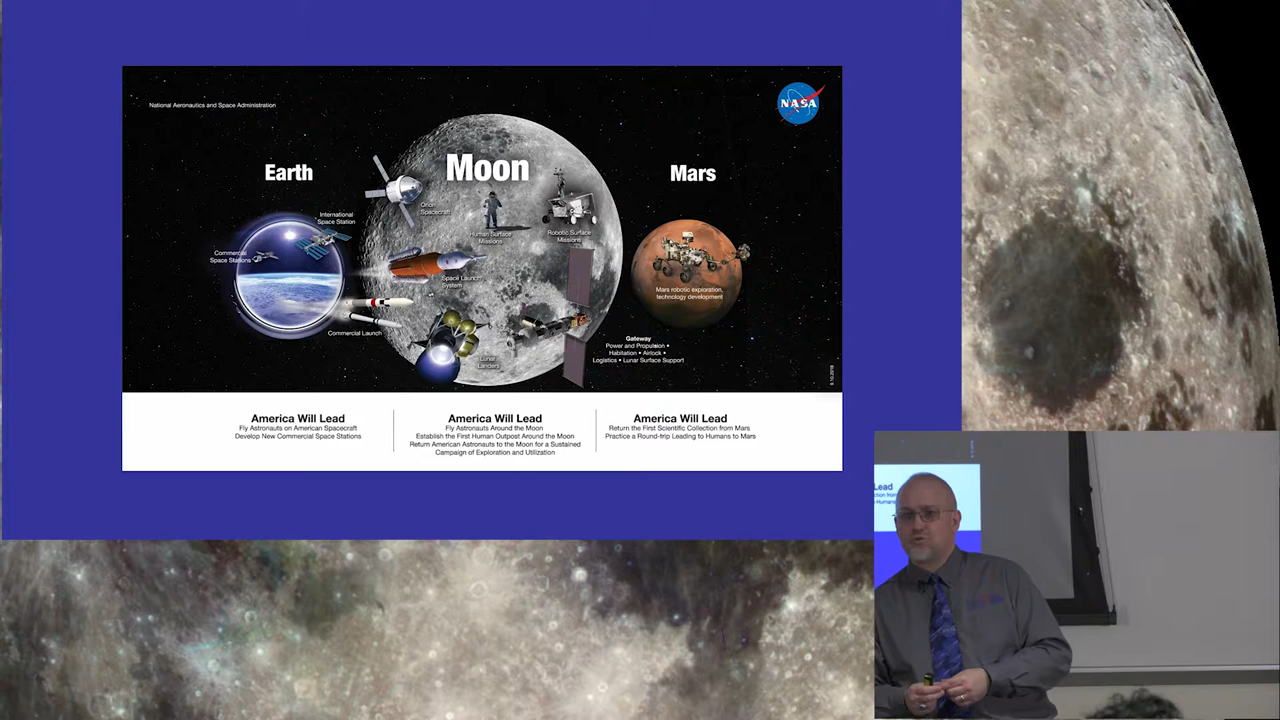 National Aeronautics and Space Administration
NASA
Earth
Moon
Mars
International
Space Station
Commercial
Space Stations
Orion
Spacecraft
Human Surface
Missions
Robotic Surface
Missions
Space Launch
System
Commercial Launch
Lunar
Landers
Mars robotic exploration,
technology development
Gateway
Power and Propulsion •
Habitation • Airlock •
Logistics • Lunar Surface Support
America Will Lead
Fly Astronauts on American Spacecraft
Develop New Commercial Space Stations
America Will Lead
Fly Astronauts Around the Moon
Establish the First Human Outpost Around the Moon
Return American Astronauts to the Moon for a Sustained
Campaign of Exploration and Utilization
America Will Lead
Return the First Scientific Collection from Mars
Practice a Round-trip Leading to Humans to Mars
Lead
ction from
Humans